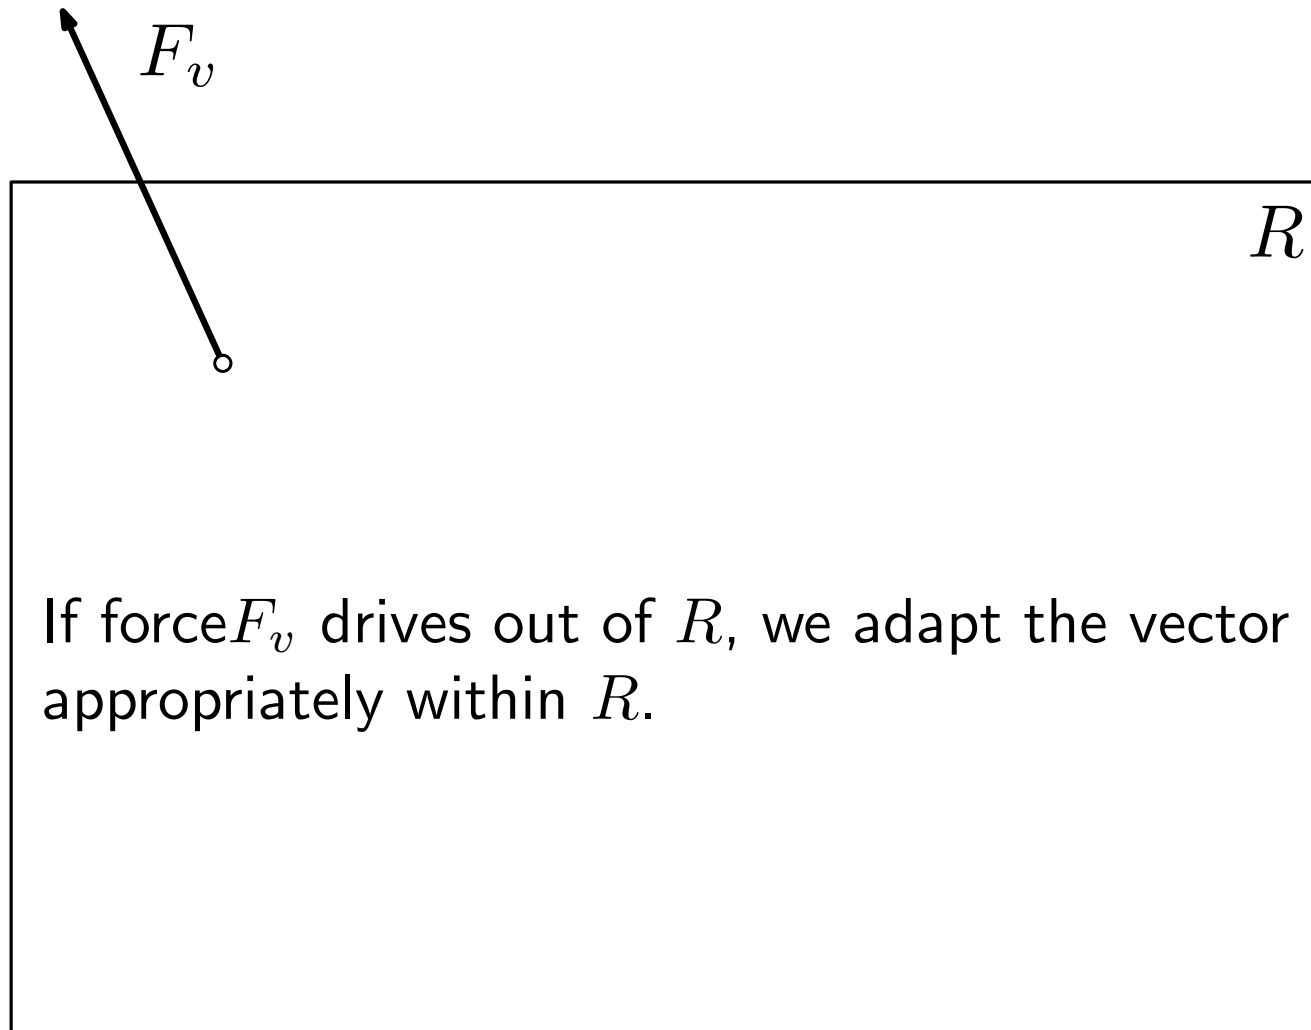 F_v
R
If forceF_v drives out of R, we adapt the vector
appropriately within R.